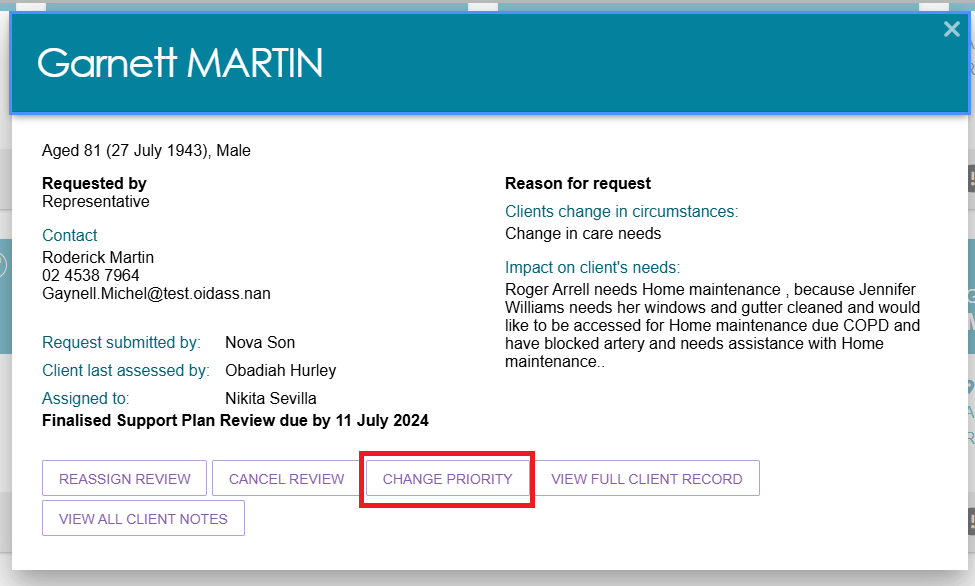 Garnett MARTIN
Aged 81 (27 July 1943), Male
Requested by
Representative
Contact
Roderick Martin
02 4538 7964
Gaynell.Michel@test.oidass.nan
Request submitted by: Nova Son
Client last assessed by: Obadiah Hurley
Assigned to: Nikita Sevilla
Finalised Support Plan Review due by 11 July 2024
Reason for request
Clients change in circumstances:
Change in care needs
Impact on client's needs:
Roger Arrell needs Home maintenance , because Jennifer
Williams needs her windows and gutter cleaned and would
like to be accessed for Home maintenance due COPD and
have blocked artery and needs assistance with Home
maintenance..
REASSIGN REVIEW CANCEL REVIEW CHANGE PRIORITY VIEW FULL CLIENT RECORD
VIEW ALL CLIENT NOTES